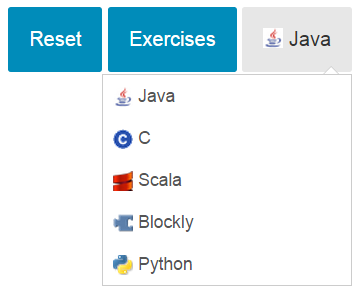 Reset Exercises Java
Java
C
Scala
Blockly
Python